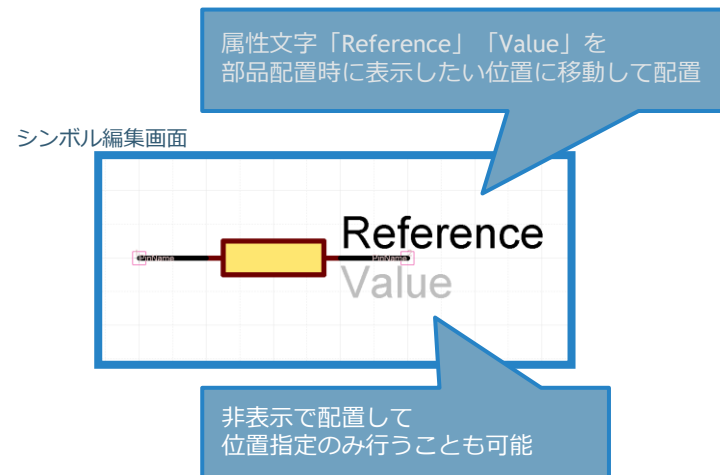 属性文字「Reference」「Value」を
部品配置時に表示したい位置に移動して配置
シンボル編集画面
Reference
PinName
PinName
Value
非表示で配置して
位置指定のみ行うことも可能